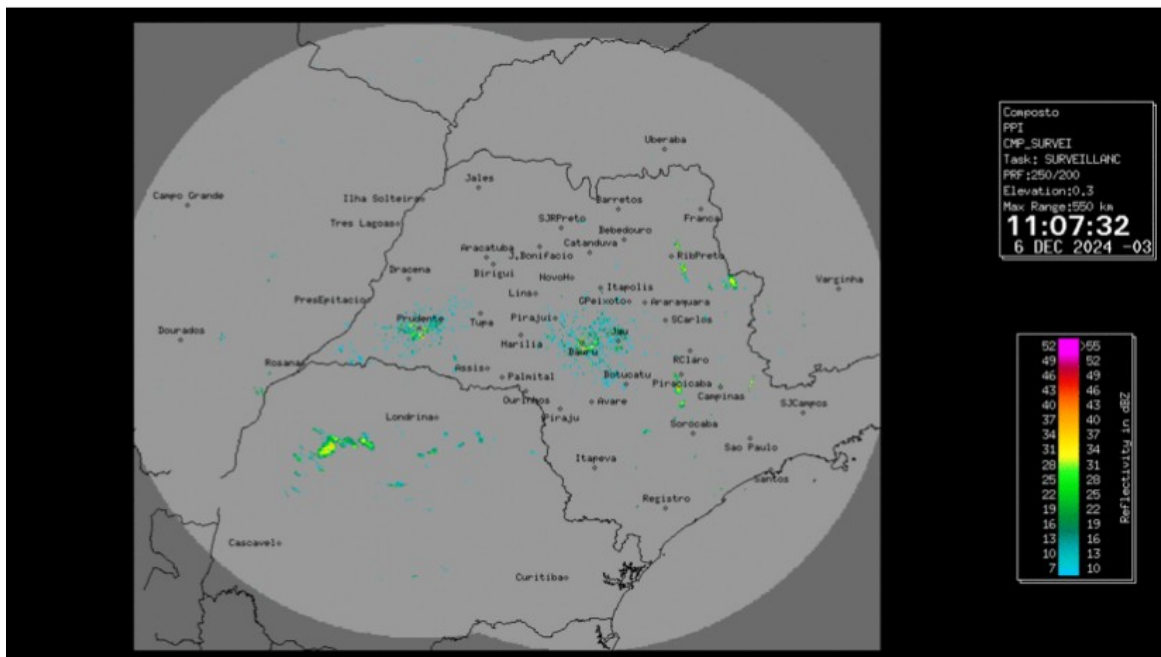 Composto
PPI
CMP_SURVEI
Task: SURVEILLANC
PRF:250/200
Elevation:0.3
Max Range:550 km
11:07:32
6 DEC 2024 -03
Uberaba
Jales
Campo Grande
Ilha Solteira
Barretos
Tres Lagoas
SJRPreto
Franca
Bebedouro
Catanduva
Aracatuba
J.Bonifacio
RibPreto
Dracena
Birigui
NovoH
Varginha
Itapolis
Lins
PresEpitacio
GPeixoto
Araraquara
Prudente
Tupa
Pirajui
SCarlos
Dourados
Jau
Marilia
Bauru
Rosana
RClaro
Assis
Palmital
Botucatu
Piracicaba
Campinas
Ourinhos
Avare
SJCampos
Londrina
Piraju
Sorocaba
Sao Paulo
Itapeva
Santos
Registro
Cascavel
Curitiba
52 >55
49 52
46 49
43 46
40 43
37 40
34 37
31 34
28 31
25 28
22 25
19 22
16 19
13 16
10 13
7 10
Reflectivity in dBZ